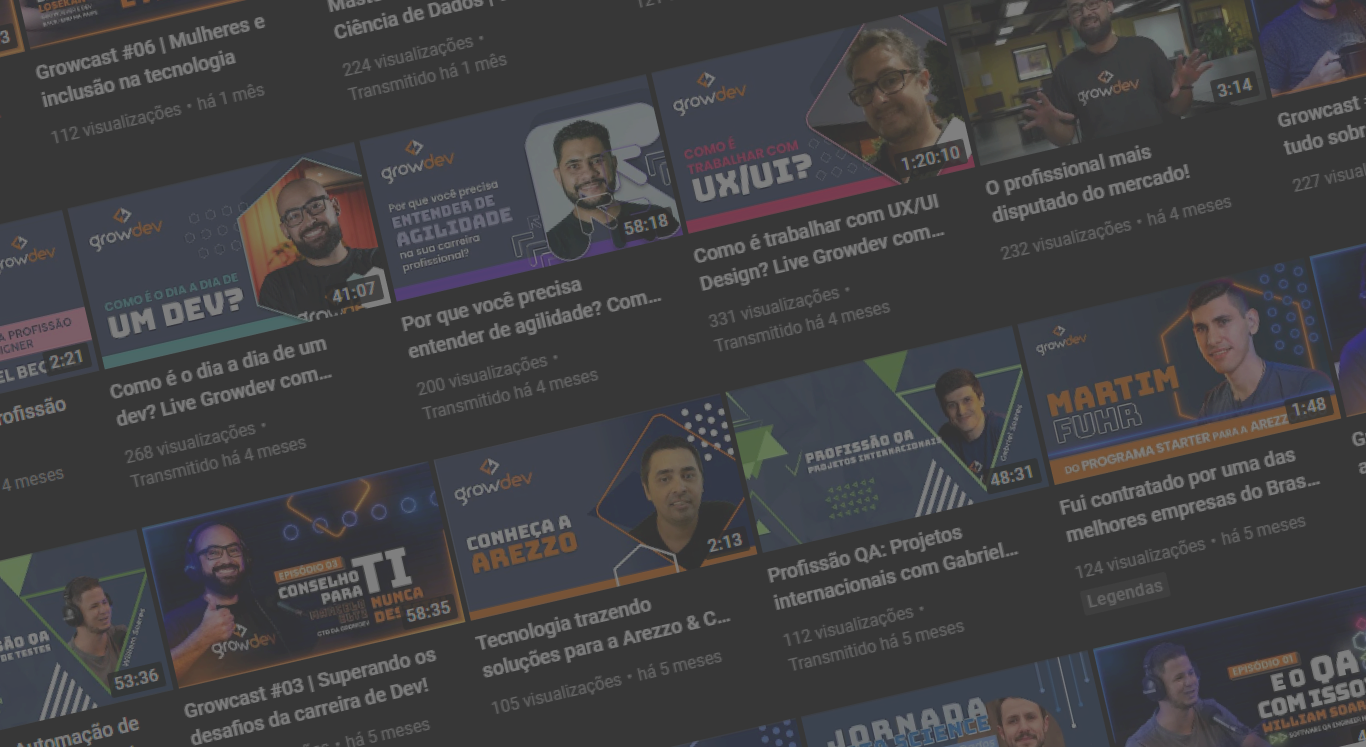 LOSERAN
3
Growcast #06 | Mulheres e
inclusão na tecnologia
112 visualizações • há 1 mês
Ciência de Dados
224 visualizações •
Transmitido há 1 mês
growdev
A PROFISSÃO
2:21
ofissão
4 meses
growdev
COMO É O DIA A DIA DE
UM DEV?
41:07
Como é o dia a dia de um
dev? Live Growdev com...
268 visualizações •
Transmitido há 4 meses
growdev
Por que você precisa
ENTENDER DE
AGILIDADE
na sua carreira
profissional?
58:18
Por que você precisa
entender de agilidade? Com...
200 visualizações •
Transmitido há 4 meses
growdev
COMO É
TRABALHAR COM
UX/UI?
1:20:10
Como é trabalhar com UX/UI
Design? Live Growdev com...
331 visualizações •
Transmitido há 4 meses
growdev
3:14
O profissional mais
disputado do mercado!
232 visualizações • há 4 meses
Growcast
tudo sobr
227 visual
William Soares
53:36
Automação de
EPISÓDIO 03
CONSELHO
PARA TI
NUNCA
growdev
58:35
Growcast #03 | Superando os
desafios da carreira de Dev!
há 5 meses
growdev
CONHEÇA A
AREZZO
2:13
Tecnologia trazendo
soluções para a Arezzo & C...
105 visualizações • há 5 meses
PROFISSÃO QA
PROJETOS INTERNACIONAIS
Gabriel Soares
48:31
Profissão QA: Projetos
internacionais com Gabriel...
112 visualizações •
Transmitido há 5 meses
growdev
MARTIM
FUHR
DO PROGRAMA STARTER PARA A AREZZ
1:48
Fui contratado por uma das
melhores empresas do Bras...
124 visualizações • há 5 meses
Legendas
JORNADA
SCIENCE
EPISÓDIO 01
E O QA
COM ISSO
WILLIAM SOAR